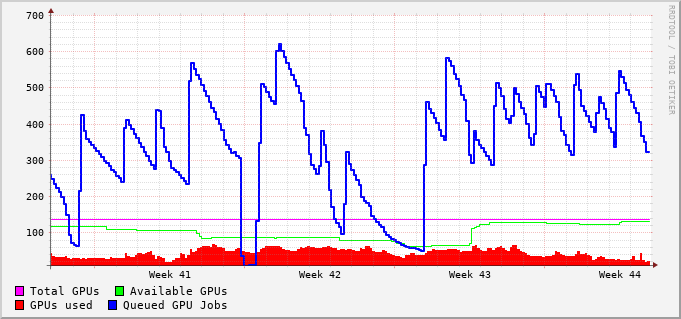 700
600
500
400
300
200
100
Week 41 Week 42 Week 43 Week 44
Total GPUs Available GPUs
GPUs used Queued GPU Jobs
RRDTOOL / TOBI OETIKER